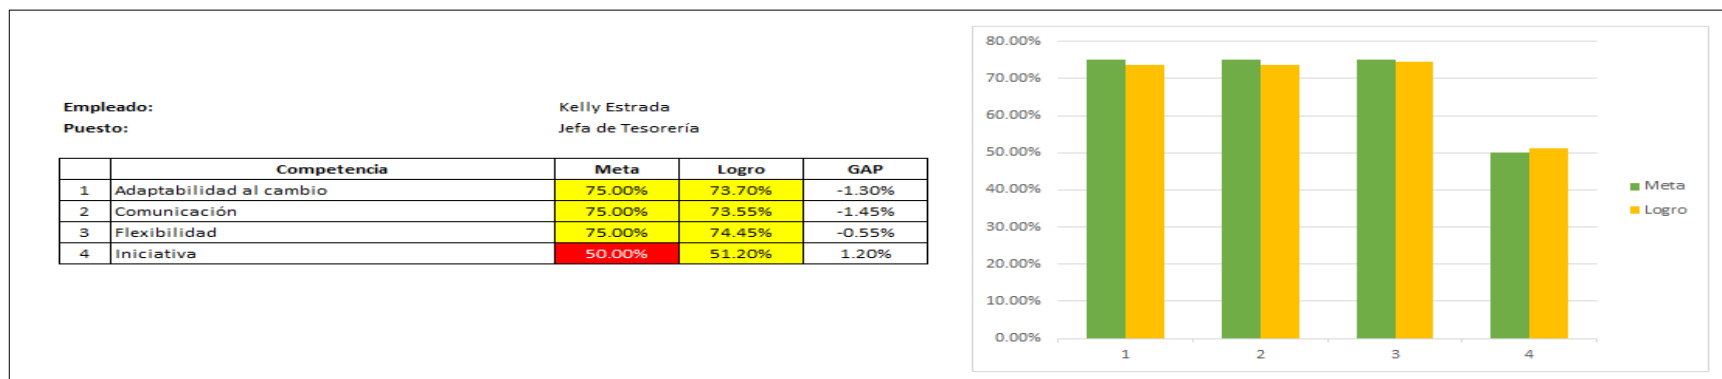 Empleado: Kelly Estrada
Puesto: Jefa de Tesorería
Competencia Meta Logro GAP
1 Adaptabilidad al cambio 75.00% 73.70% -1.30%
2 Comunicación 75.00% 73.55% -1.45%
3 Flexibilidad 75.00% 74.45% -0.55%
4 Iniciativa 50.00% 51.20% 1.20%
80.00%
70.00%
60.00%
50.00%
40.00%
30.00%
20.00%
10.00%
0.00%
1 2 3 4
Meta
Logro